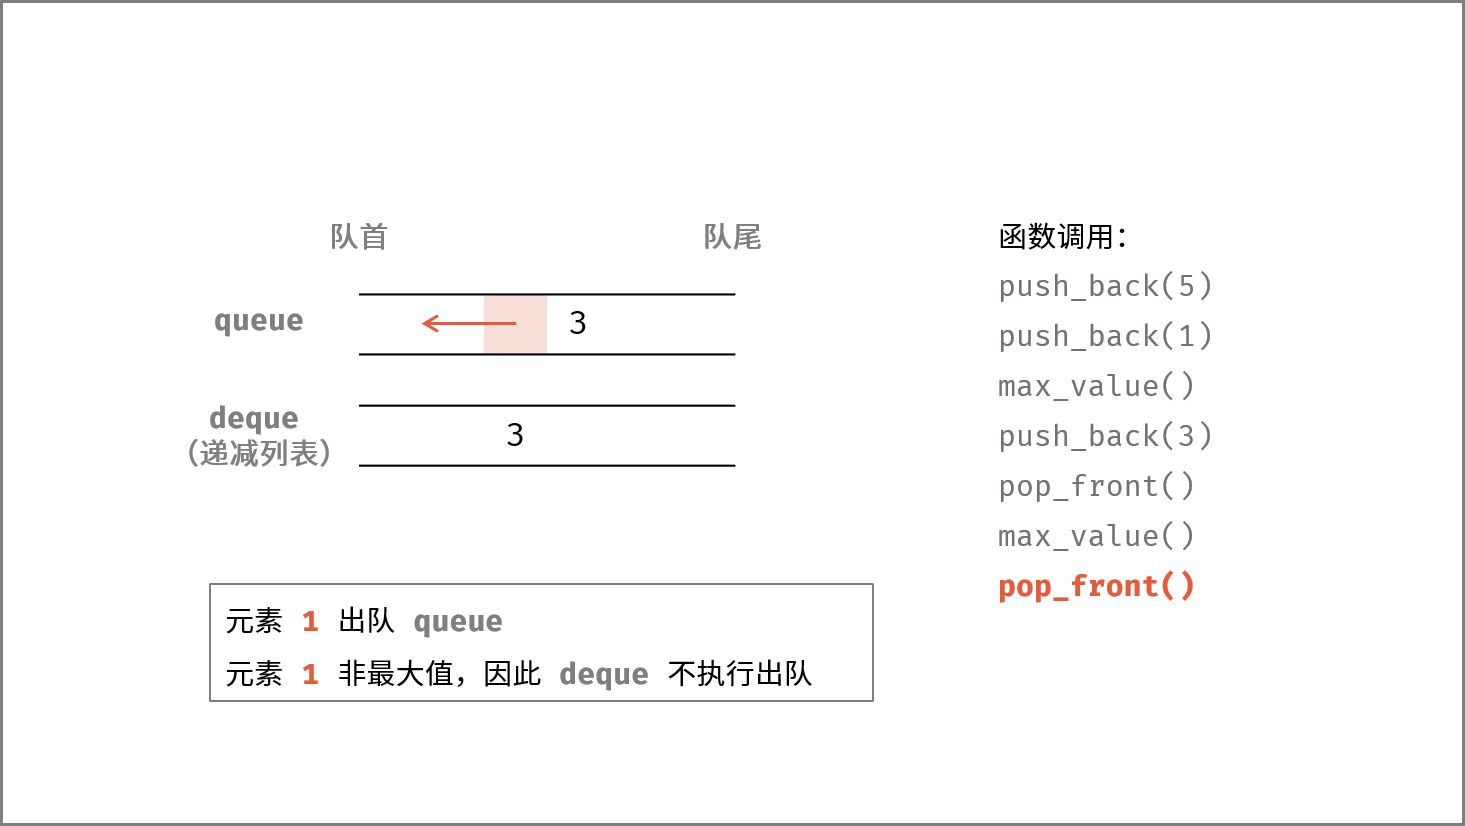 队首
队尾
queue
3
deque
（递减列表）
3
元素 1 出队 queue
元素 1 非最大值，因此 deque 不执行出队
函数调用：
push_back(5)
push_back(1)
max_value()
push_back(3)
pop_front()
max_value()
pop_front()